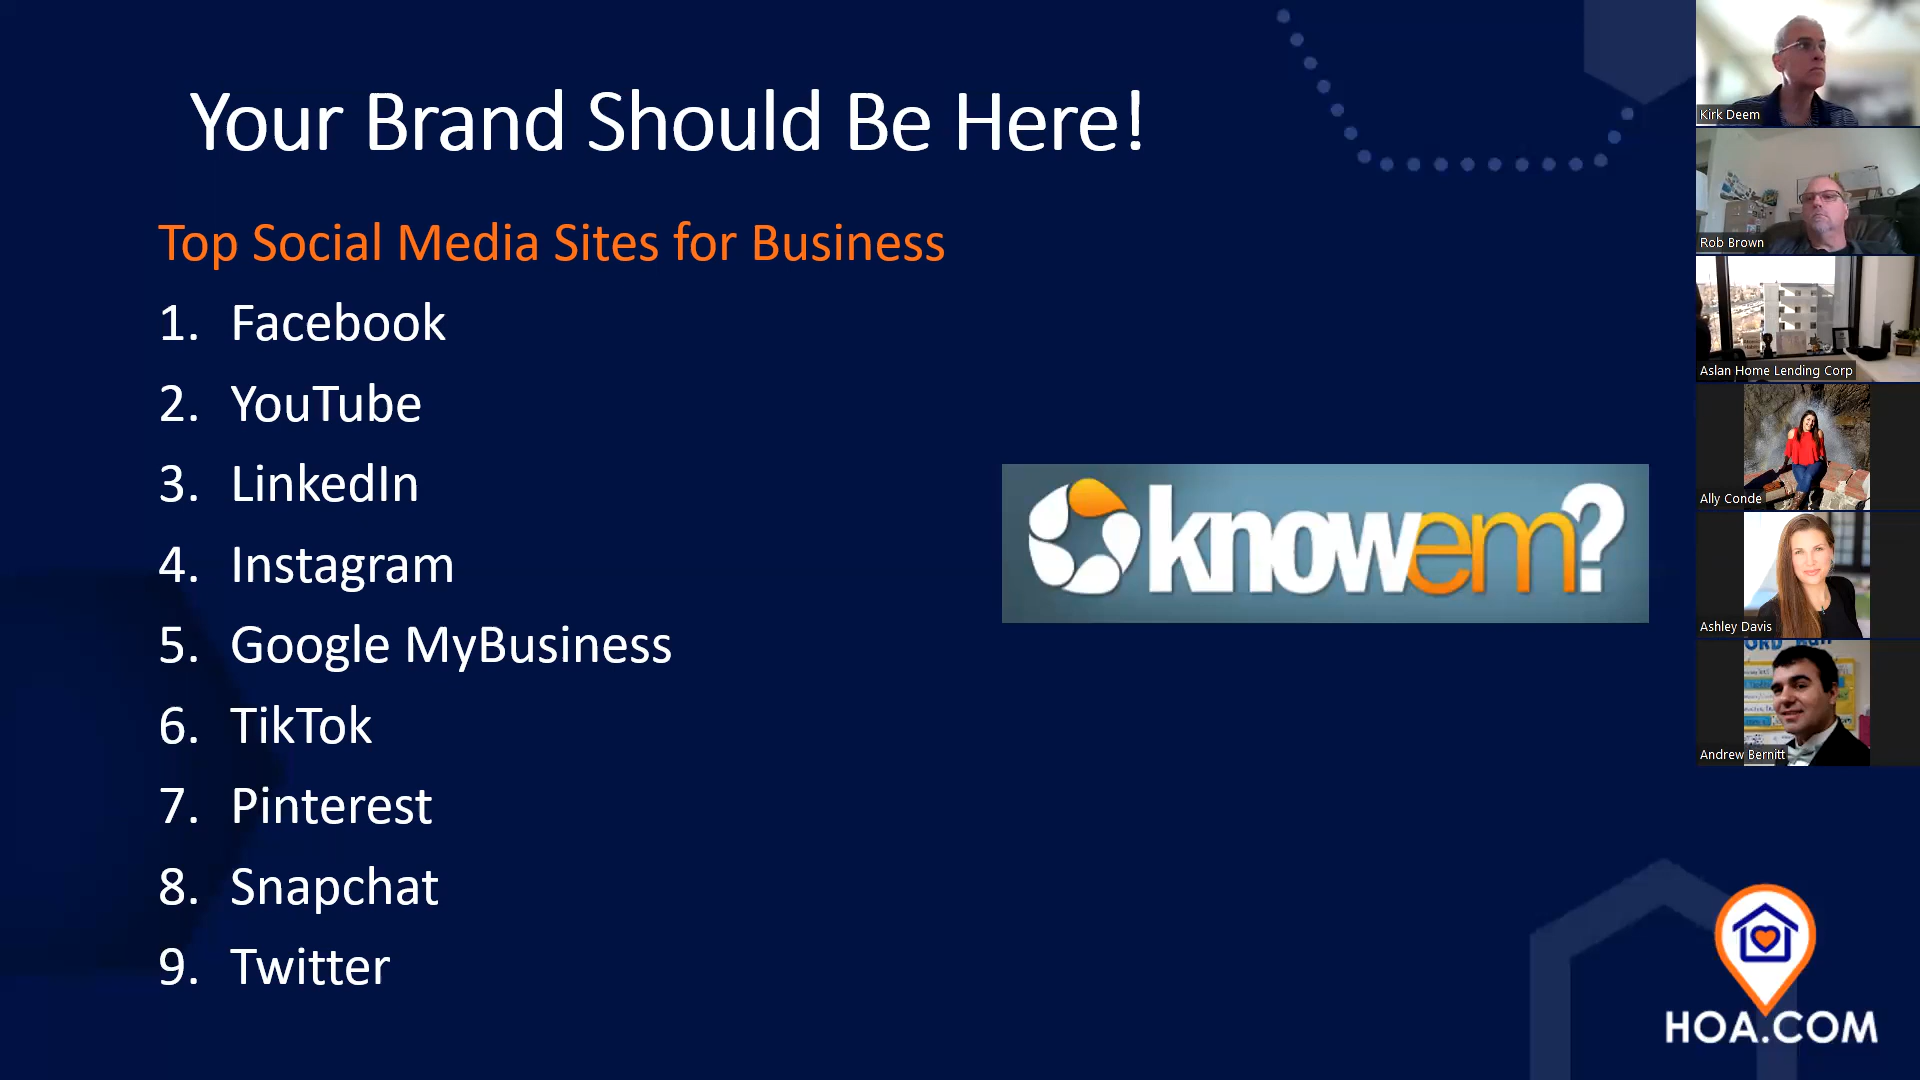 Your Brand Should Be Here!
Top Social Media Sites for Business
1. Facebook
2. YouTube
3. LinkedIn
4. Instagram
5. Google MyBusiness
6. TikTok
7. Pinterest
8. Snapchat
9. Twitter
knowem?
Kirk Deem
Rob Brown
Aslan Home Lending Corp
Ally Conde
Ashley Davis
Andrew Bernitt
HOA.COM